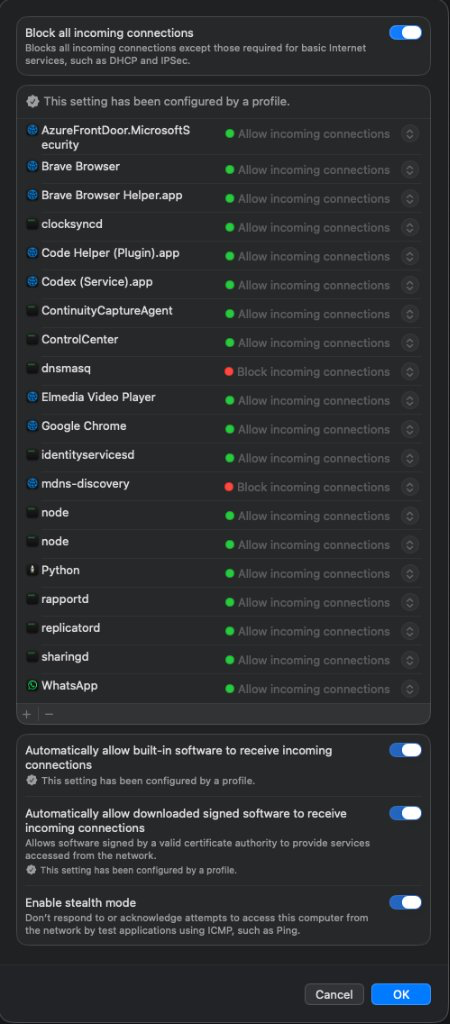 Block all incoming connections
Blocks all incoming connections except those required for basic Internet
services, such as DHCP and IPSec.
This setting has been configured by a profile.
AzureFrontDoor.MicrosoftS
ecurity
Allow incoming connections
Brave Browser
Allow incoming connections
Brave Browser Helper.app
Allow incoming connections
clocksyncd
Allow incoming connections
Code Helper (Plugin).app
Allow incoming connections
Codex (Service).app
Allow incoming connections
ContinuityCaptureAgent
Allow incoming connections
ControlCenter
Allow incoming connections
dnsmasq
Block incoming connections
Elmedia Video Player
Allow incoming connections
Google Chrome
Allow incoming connections
identityservicesd
Allow incoming connections
mdns-discovery
Block incoming connections
node
Allow incoming connections
node
Allow incoming connections
Python
Allow incoming connections
rapportd
Allow incoming connections
replicatord
Allow incoming connections
sharingd
Allow incoming connections
WhatsApp
Allow incoming connections
Automatically allow built-in software to receive incoming
connections
This setting has been configured by a profile.
Automatically allow downloaded signed software to receive
incoming connections
Allows software signed by a valid certificate authority to provide services
accessed from the network.
This setting has been configured by a profile.
Enable stealth mode
Don’t respond to or acknowledge attempts to access this computer from
the network by test applications using ICMP, such as Ping.
Cancel
OK